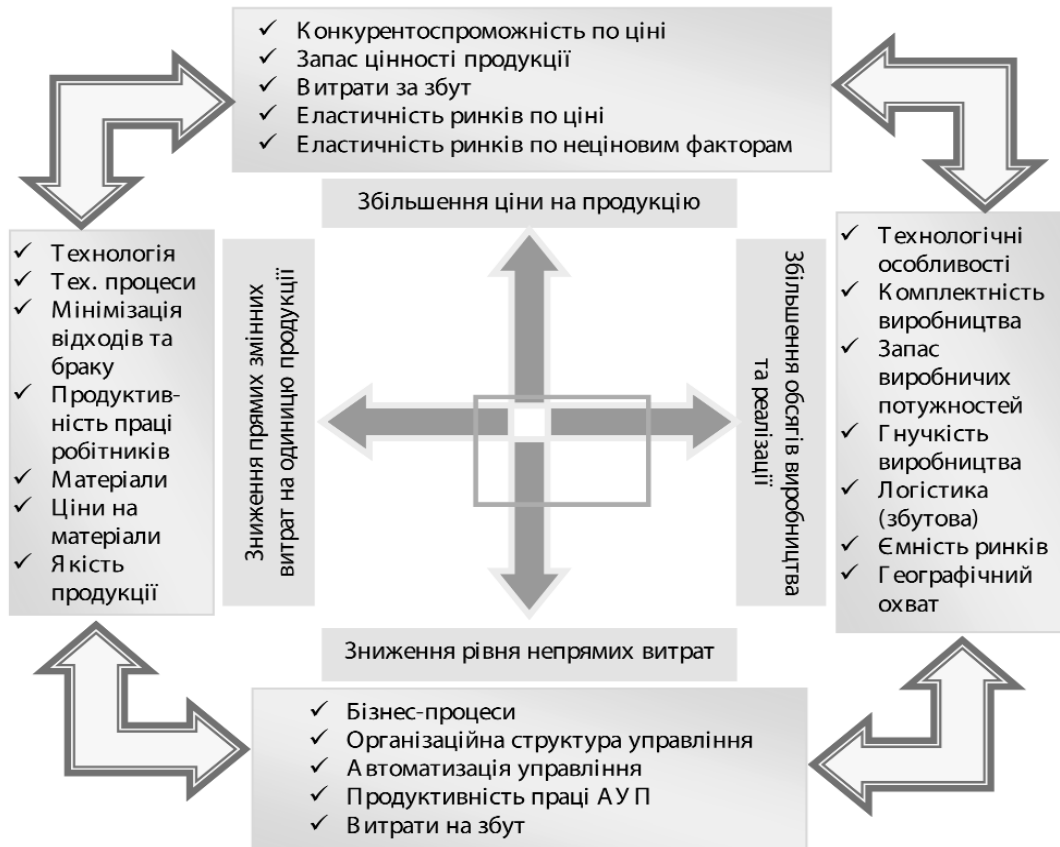 ✓ Конкурентоспроможність по ціні
✓ Запас цінності продукції
✓ Витрати за збут
✓ Еластичність ринків по ціні
✓ Еластичність ринків по неціновим факторам
Збільшення ціни на продукцію
✓ Технологія
✓ Тех. процеси
✓ Мінімізація
відходів та
браку
✓ Продуктив-
ність праці
робітників
✓ Матеріали
✓ Ціни на
матеріали
✓ Якість
продукції
Зниження прямих змінних
витрат на одиницю продукції
Збільшення обсягів виробництва
та реалізації
✓ Технологічні
особливості
✓ Комплектність
виробництва
✓ Запас
виробничих
потужностей
✓ Гнучкість
виробництва
✓ Логістика
(збутова)
✓ Ємність ринків
✓ Географічний
охват
Зниження рівня непрямих витрат
✓ Бізнес-процеси
✓ Організаційна структура управління
✓ Автоматизація управління
✓ Продуктивність праці АУП
✓ Витрати на збут